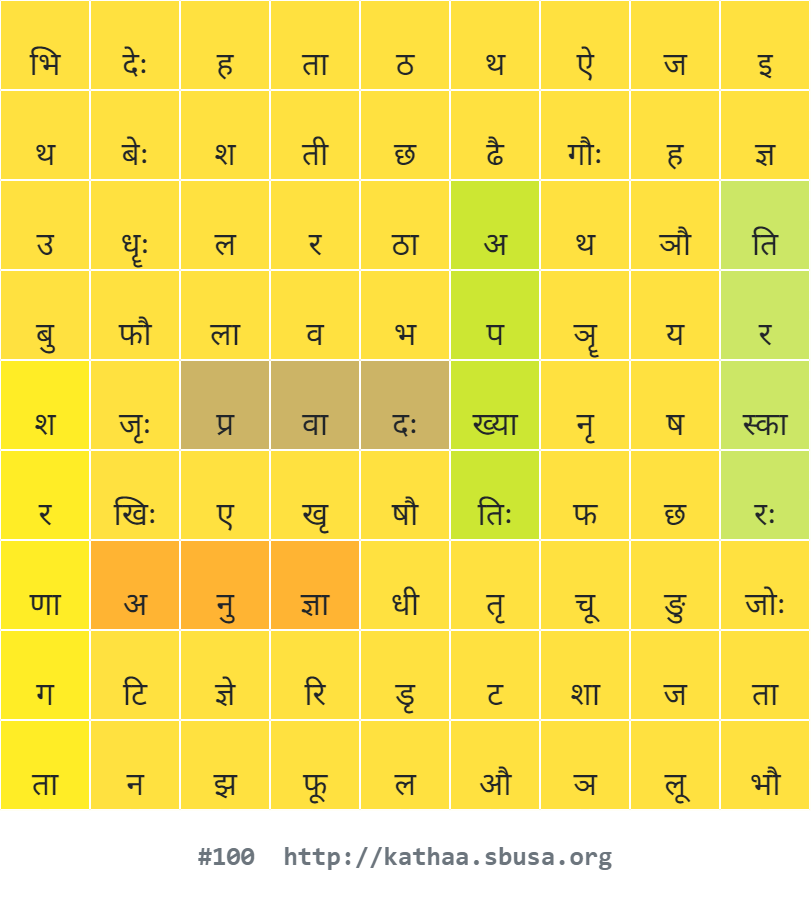 भि देः ह ता ठ थ ऐ ज इ
थ बेः श ती छ ढै गौः ह ज्ञ
उ धॄः ल र ठा अ थ ञौ ति
बु फौ ला व भ प ञॄ य र
श जृः प्र वा दः ख्या नृ ष स्का
र खिः ए खृ षौ तिः फ छ रः
णा अ नु ज्ञा धी तृ चू ङु जोः
ग टि ज्ञे रि डृ ट शा ज ता
ता न झ फू ल औ ञ लू भौ
#100 http://kathaa.sbusa.org